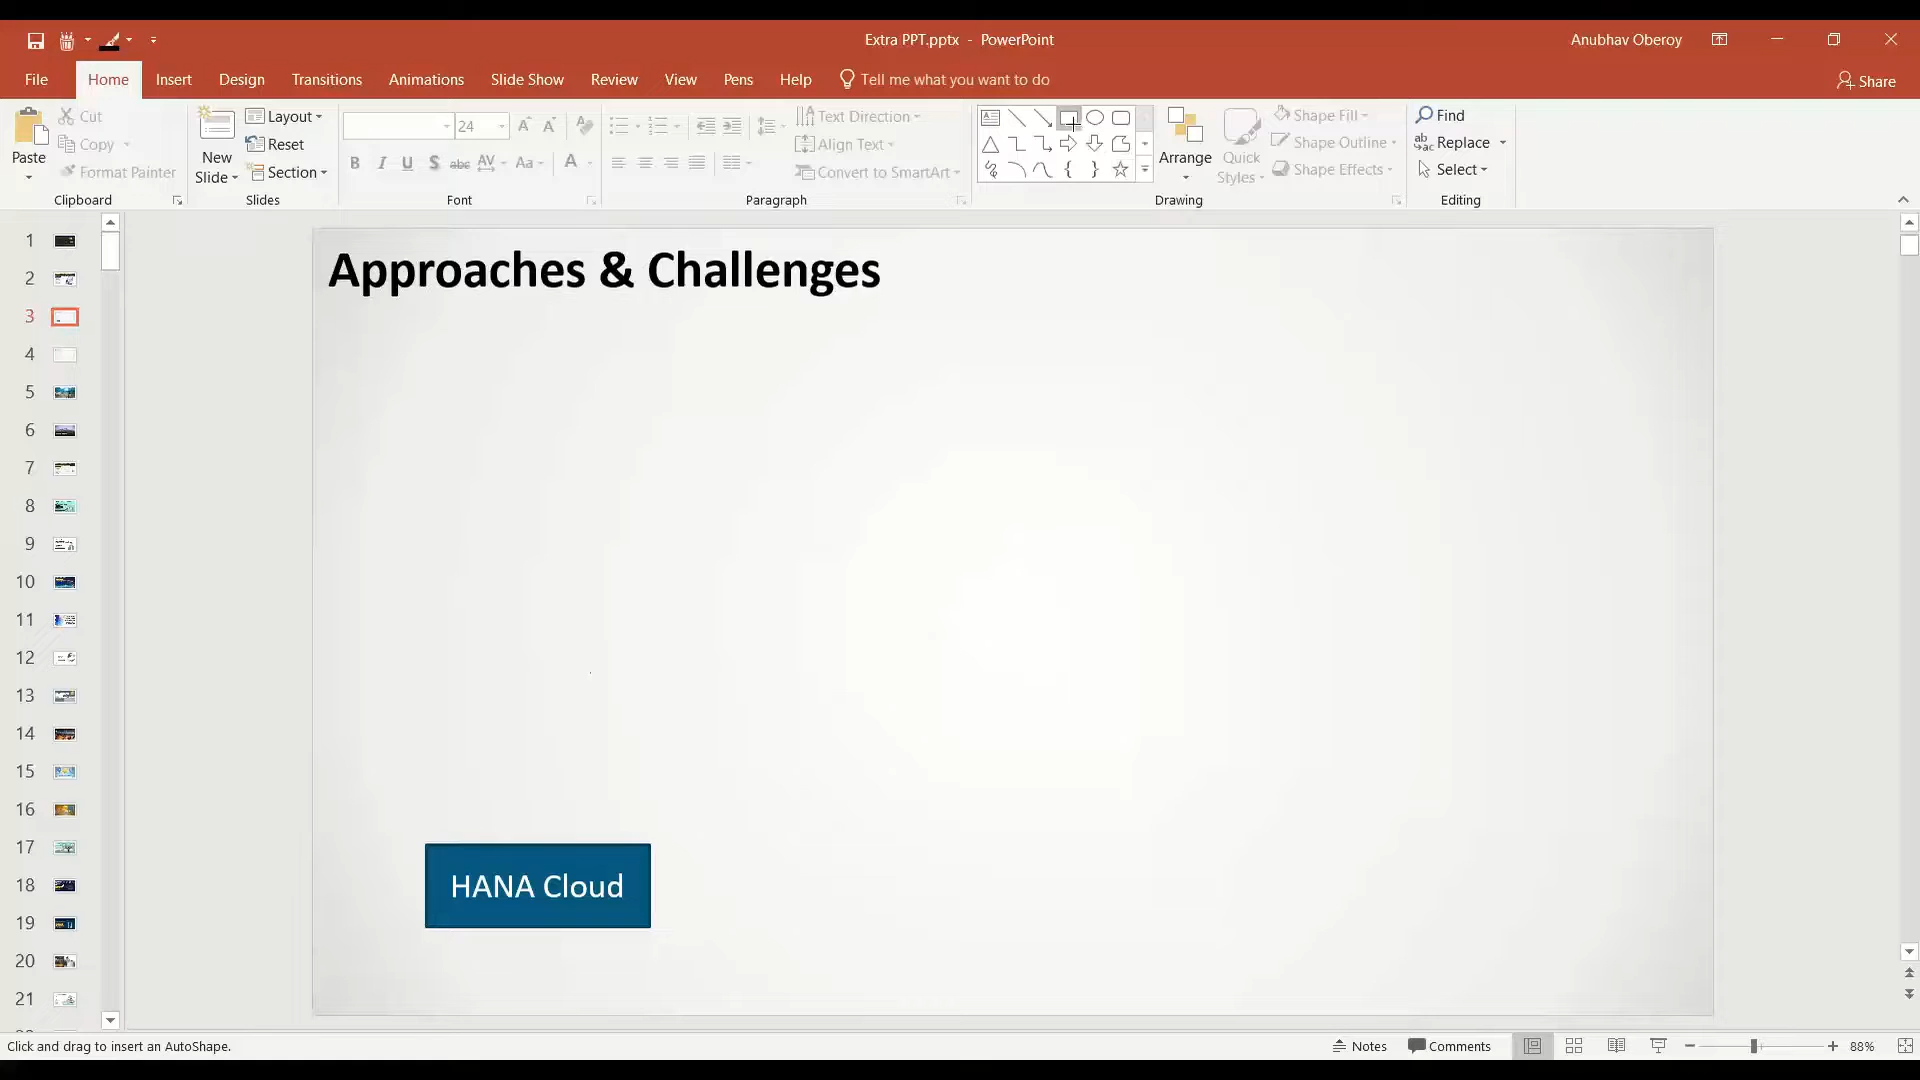 Extra PPT.pptx - PowerPoint
Anubhav Oberoy
File Home Insert Design Transitions Animations Slide Show Review View Pens Help Tell me what you want to do Share
Paste
Cut
Copy
Format Painter
Clipboard
New
Slide
Layout
Reset
Section
Slides
24
B I U S abc AV Aa A
Font
Text Direction
Align Text
Convert to SmartArt
Paragraph
Arrange
Quick
Styles
Shape Fill
Shape Outline
Shape Effects
Drawing
Find
Replace
Select
Editing
1
2
3
4
5
6
7
8
9
10
11
12
13
14
15
16
17
18
19
20
21
Approaches & Challenges
HANA Cloud
Click and drag to insert an AutoShape.
Notes Comments 88%